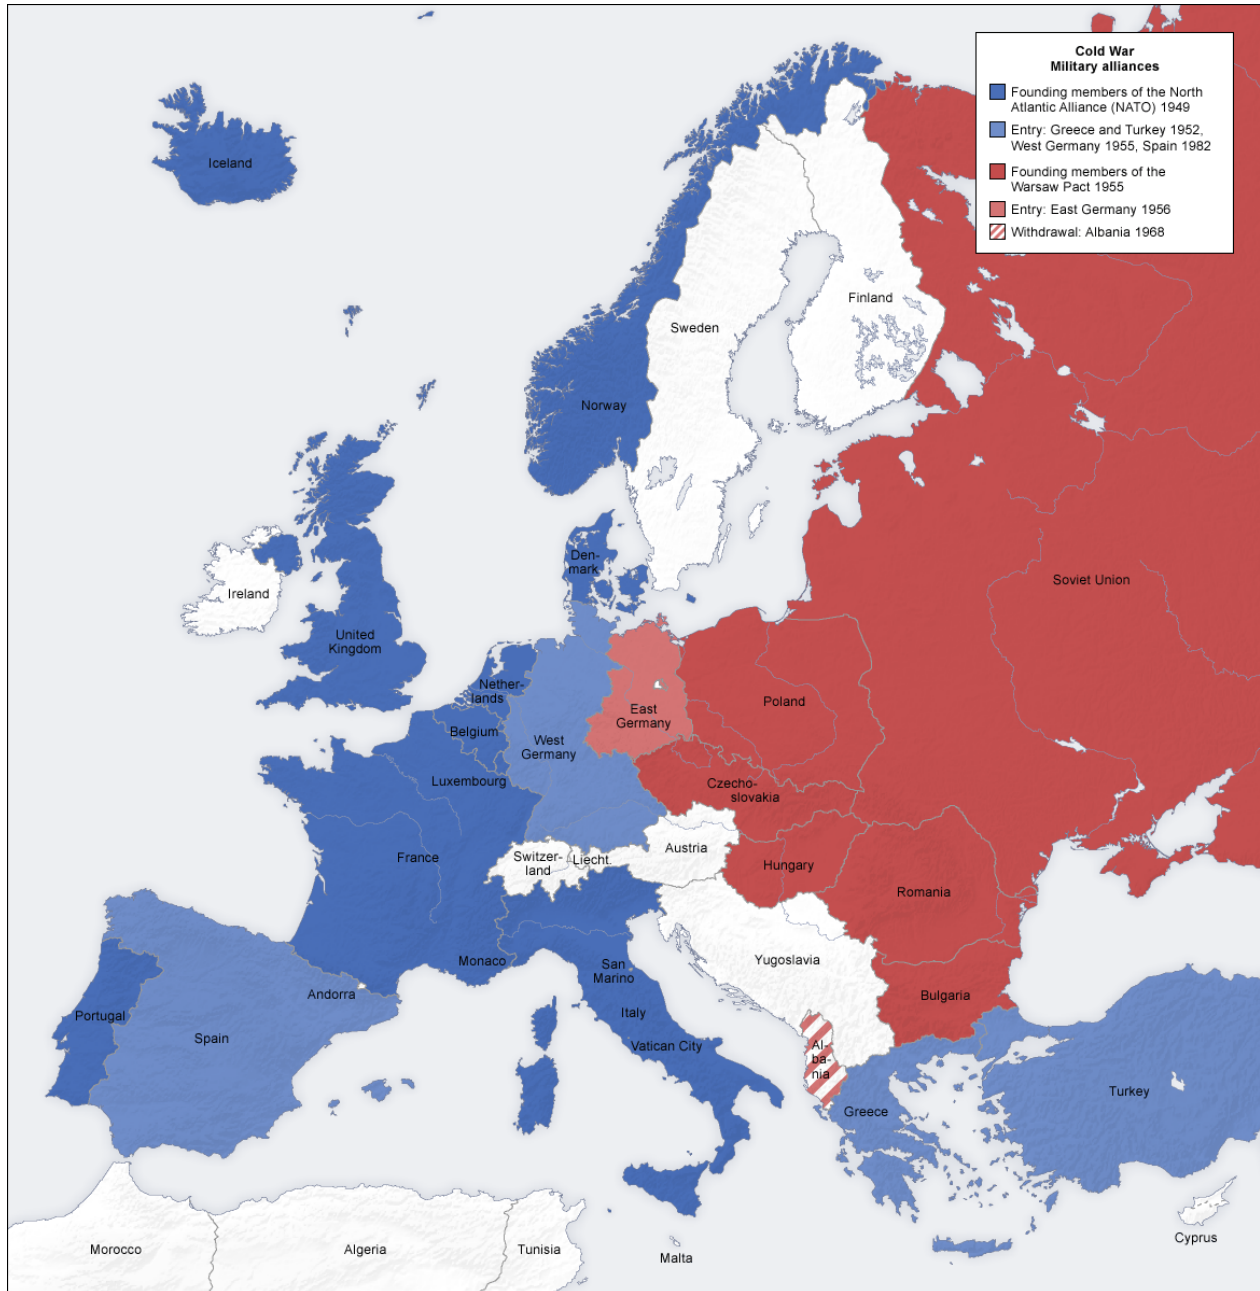 Cold War
Military alliances
Founding members of the North
Atlantic Alliance (NATO) 1949
Entry: Greece and Turkey 1952,
West Germany 1955, Spain 1982
Founding members of the
Warsaw Pact 1955
Entry: East Germany 1956
Withdrawal: Albania 1968
Iceland
Finland
Sweden
Norway
Den-
mark
Soviet Union
Ireland
United
Kingdom
Nether-
lands
East
Germany
Poland
Belgium
West
Germany
Luxembourg
Czecho-
slovakia
France
Switzer-
land
Liecht.
Austria
Hungary
Romania
Monaco
San
Marino
Yugoslavia
Andorra
Bulgaria
Portugal
Spain
Italy
Vatican City
Al-
ba-
nia
Greece
Turkey
Morocco
Algeria
Tunisia
Malta
Cyprus